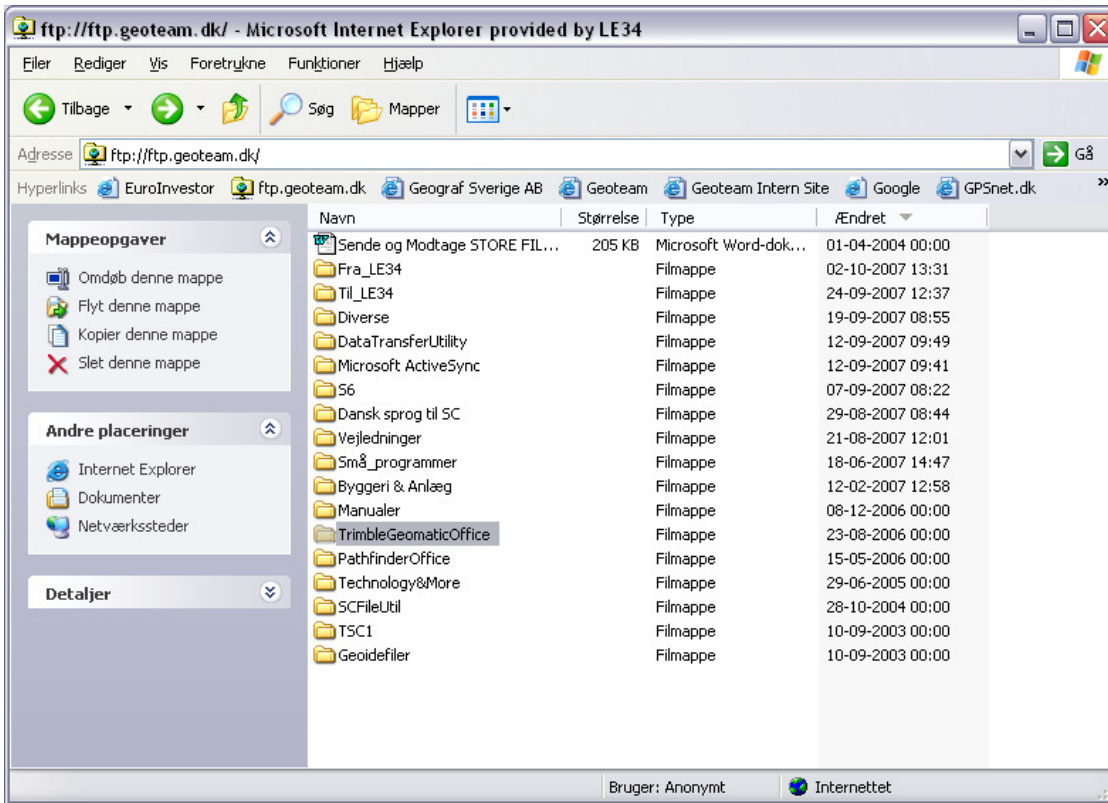 ftp://ftp.geoteam.dk/ - Microsoft Internet Explorer provided by LE34
Filer Rediger Vis Foretrukne Funktioner Hjælp
Tilbage Søg Mapper
Adresse ftp://ftp.geoteam.dk/ Gå
Hyperlinks EuroInvestor ftp.geoteam.dk Geograf Sverige AB Geoteam Geoteam Intern Site Google GPSnet.dk »
Mappeopgaver
Omdøb denne mappe
Flyt denne mappe
Kopier denne mappe
Slet denne mappe
Andre placeringer
Internet Explorer
Dokumenter
Netværkssteder
Detaljer
Navn Størrelse Type Ændret
Sende og Modtage STORE FIL... 205 KB Microsoft Word-dok... 01-04-2004 00:00
Fra_LE34 Filmappe 02-10-2007 13:31
Til_LE34 Filmappe 24-09-2007 12:37
Diverse Filmappe 19-09-2007 08:55
DataTransferUtility Filmappe 12-09-2007 09:49
Microsoft ActiveSync Filmappe 12-09-2007 09:41
S6 Filmappe 07-09-2007 08:22
Dansk sprog til SC Filmappe 29-08-2007 08:44
Vejledninger Filmappe 21-08-2007 12:01
Små_programmer Filmappe 18-06-2007 14:47
Byggeri & Anlæg Filmappe 12-02-2007 12:58
Manualer Filmappe 08-12-2006 00:00
TrimbleGeomaticOffice Filmappe 23-08-2006 00:00
PathfinderOffice Filmappe 15-05-2006 00:00
Technology&More Filmappe 29-06-2005 00:00
SCFileUtil Filmappe 28-10-2004 00:00
TSC1 Filmappe 10-09-2003 00:00
Geoidefiler Filmappe 10-09-2003 00:00
Bruger: Anonymt Internettet